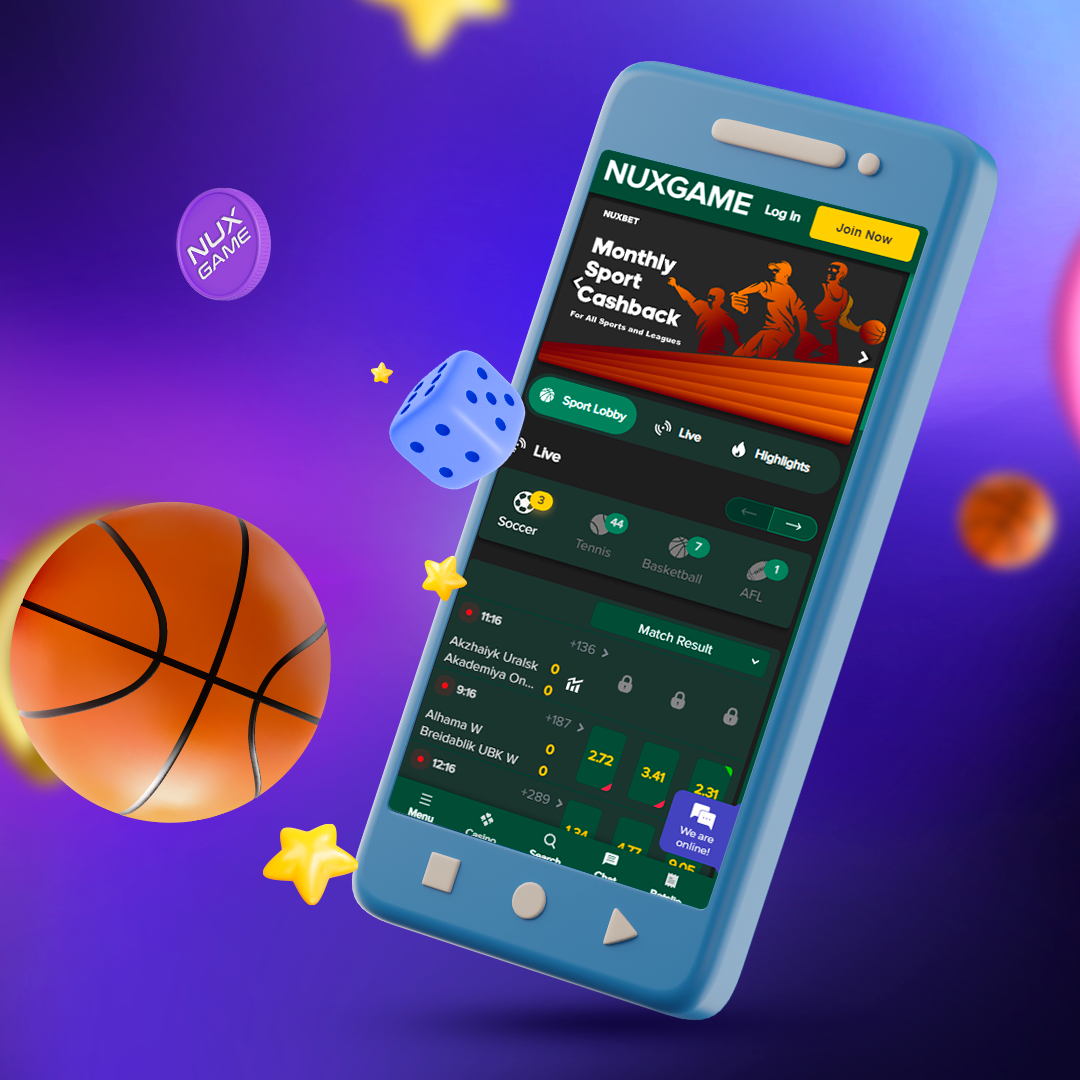 NUX
GAME
NUXGAME
Log In
Join Now
NUXBET
Monthly
Sport
Cashback
For All Sports and Leagues
Sport Lobby
Live
Highlights
Live
3
44
7
1
Soccer
Tennis
Basketball
AFL
11:16
+136
Match Result
Akzhaiyk Uralsk
0
Akademiya On...
0
9:16
+187
Alhama W
0
Breidablik UBK W
0
2.72
3.41
2.31
12:16
+289
1.34
4.77
9.05
We are
online!
Menu
Casino
Search
Chat